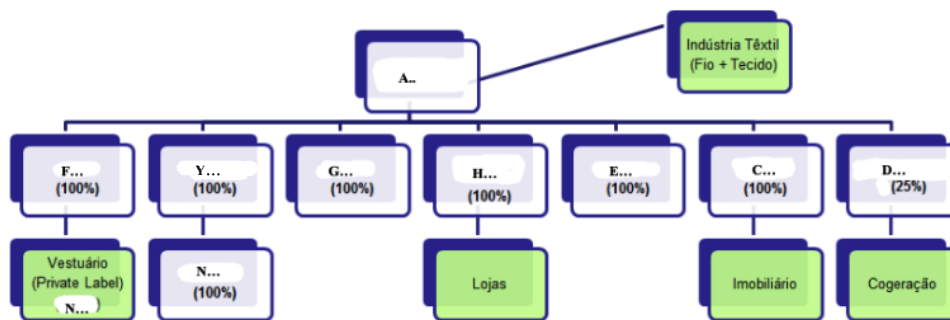 Indústria Têxtil
(Fio + Tecido)
A..
F...
(100%)
Y...
(100%)
G...
(100%)
H...
(100%)
E...
(100%)
C...
(100%)
D...
(25%)
Vestuário
(Private Label)
N... )
N...
(100%)
Lojas
Imobiliário
Cogeração